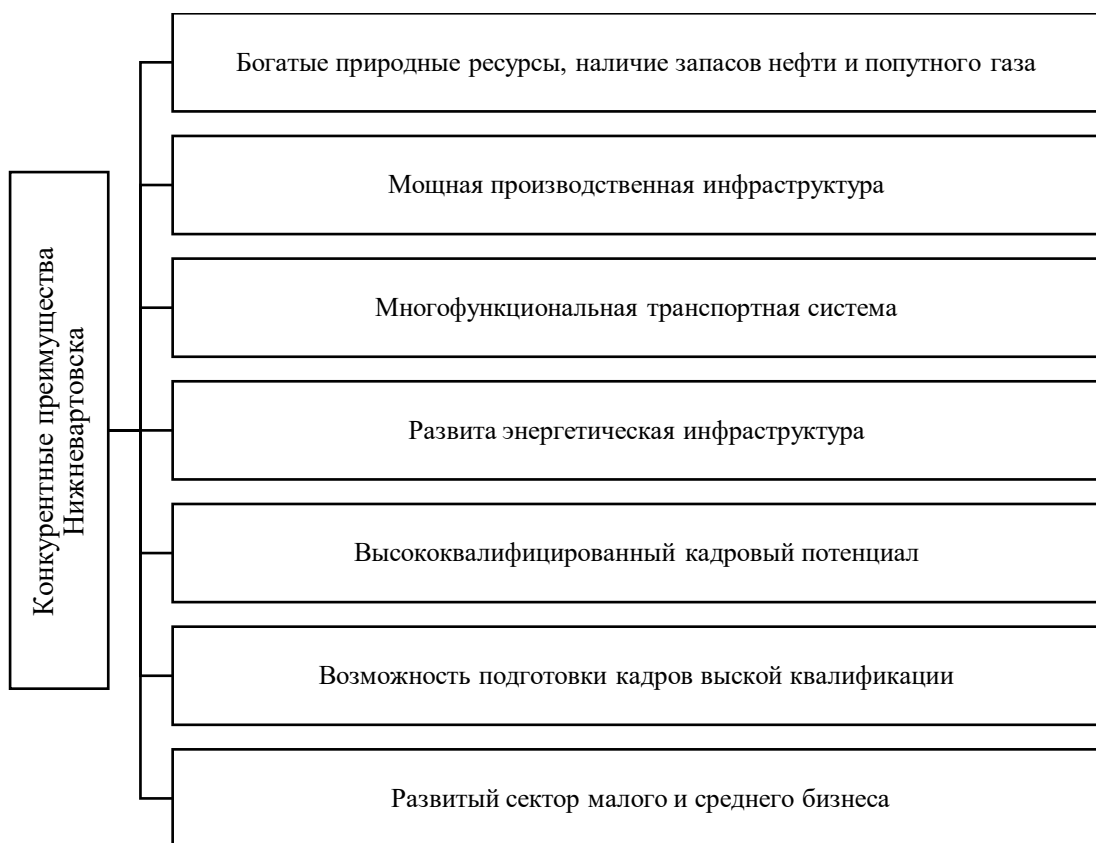 Конкурентные преимущества
Нижневартовска
Богатые природные ресурсы, наличие запасов нефти и попутного газа
Мощная производственная инфраструктура
Многофункциональная транспортная система
Развита энергетическая инфраструктура
Высококвалифицированный кадровый потенциал
Возможность подготовки кадров выской квалификации
Развитый сектор малого и среднего бизнеса